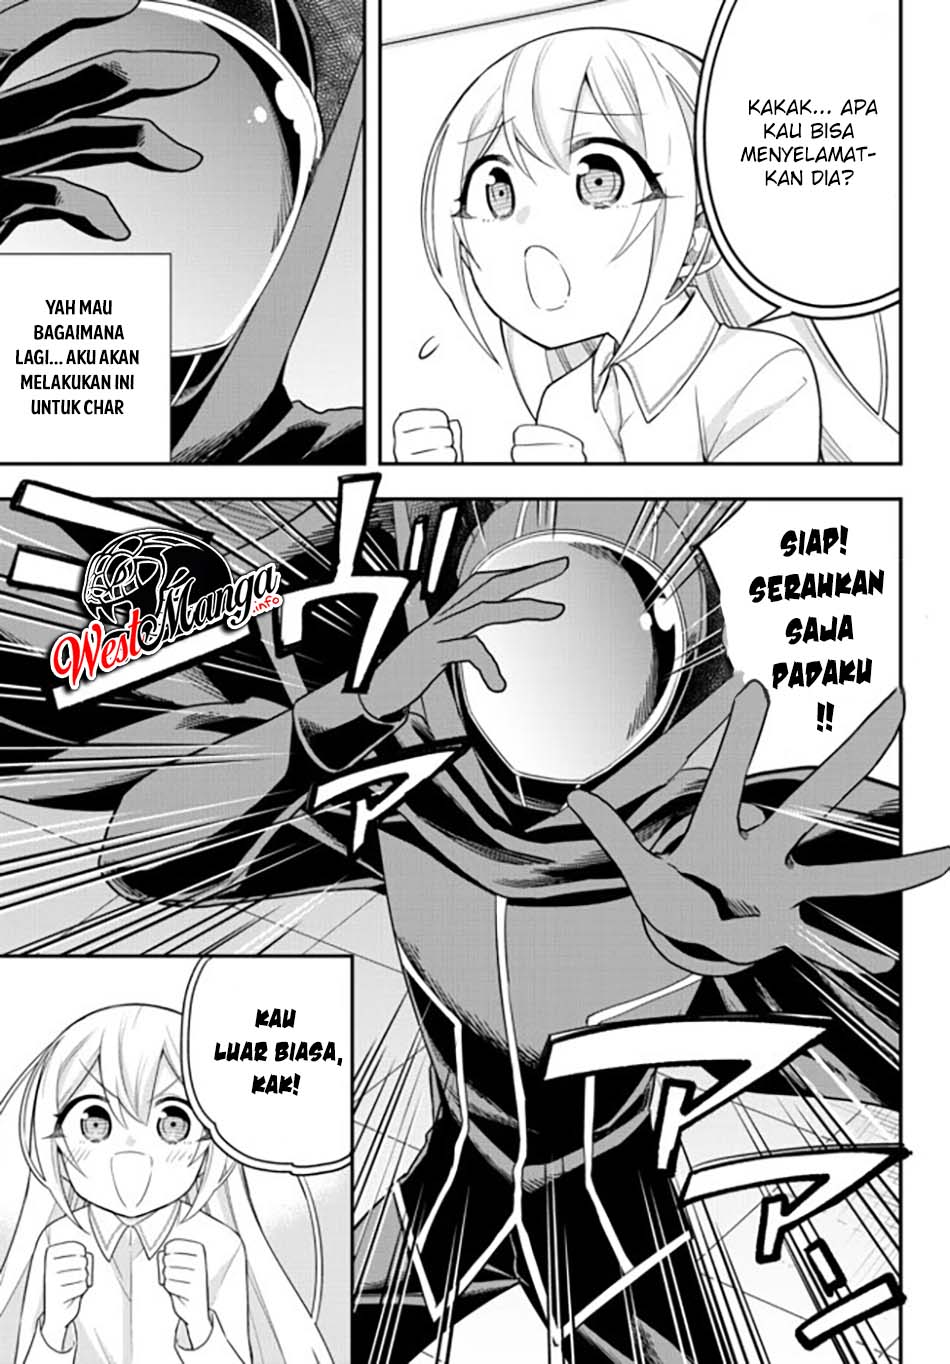 KAKAK... APA
KAU BISA
MENYELAMAT-
KAN DIA?
YAH MAU
BAGAIMANA
LAGI... AKU AKAN
MELAKUKAN INI
UNTUK CHAR
SIAP!
SERAHKAN
SAJA
PADAKU
!!
WestManga
.info
KAU
LUAR BIASA,
KAK!